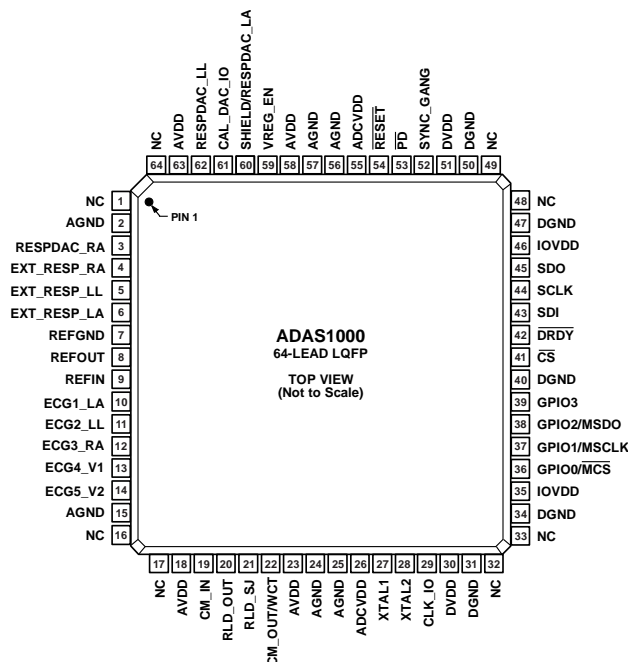 NC
AVDD
RESPDAC_LL
CAL_DAC_IO
SHIELD/RESPDAC_LA
VREG_EN
AVDD
AGND
AGND
ADCVDD
RESET
PD
SYNC_GANG
DVDD
DGND
NC
64 63 62 61 60 59 58 57 56 55 54 53 52 51 50 49
PIN 1
NC 1
AGND 2
RESPDAC_RA 3
EXT_RESP_RA 4
EXT_RESP_LL 5
EXT_RESP_LA 6
REFGND 7
REFOUT 8
REFIN 9
ECG1_LA 10
ECG2_LL 11
ECG3_RA 12
ECG4_V1 13
ECG5_V2 14
AGND 15
NC 16
ADAS1000
64-LEAD LQFP
TOP VIEW
(Not to Scale)
48 NC
47 DGND
46 IOVDD
45 SDO
44 SCLK
43 SDI
42 DRDY
41 CS
40 DGND
39 GPIO3
38 GPIO2/MSDO
37 GPIO1/MSCLK
36 GPIO0/MCS
35 IOVDD
34 DGND
33 NC
17 18 19 20 21 22 23 24 25 26 27 28 29 30 31 32
NC
AVDD
CM_IN
RLD_OUT
RLD_SJ
CM_OUT/WCT
AVDD
AGND
AGND
ADCVDD
XTAL1
XTAL2
CLK_IO
DVDD
DGND
NC